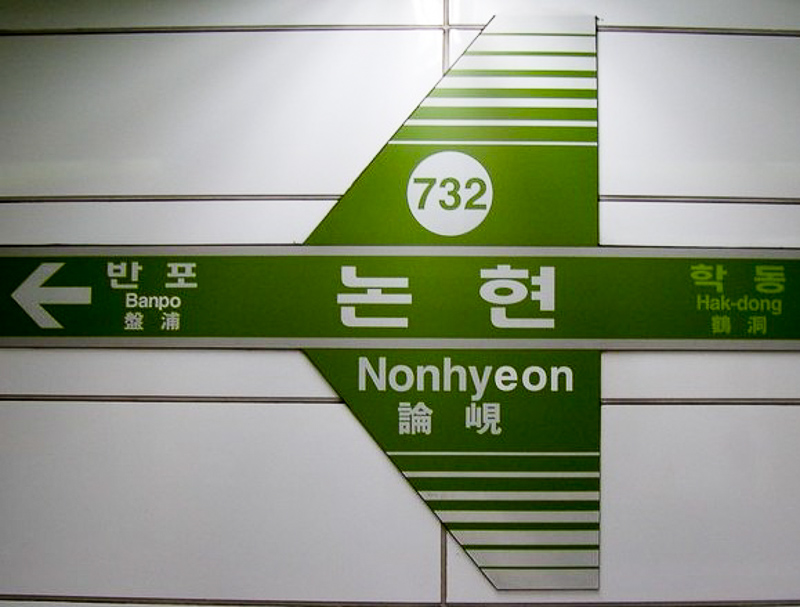 732
반 포
Banpo
盤 浦
논 현
Nonhyeon
論 峴
학 동
Hak-dong
鶴 洞